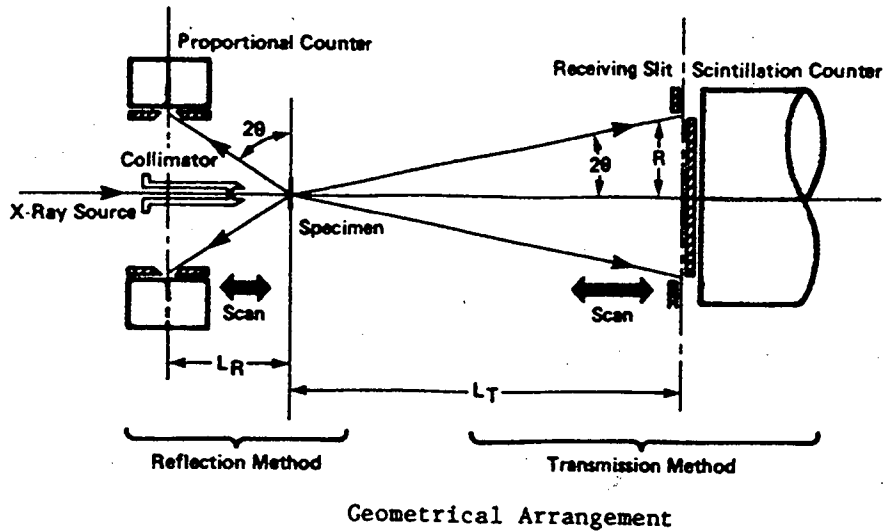 Proportional Counter
Receiving Slit
Scintillation Counter
2θ
Collimator
2θ
R
X-Ray Source
Specimen
Scan
Scan
LR
LT
Reflection Method
Transmission Method
Geometrical Arrangement